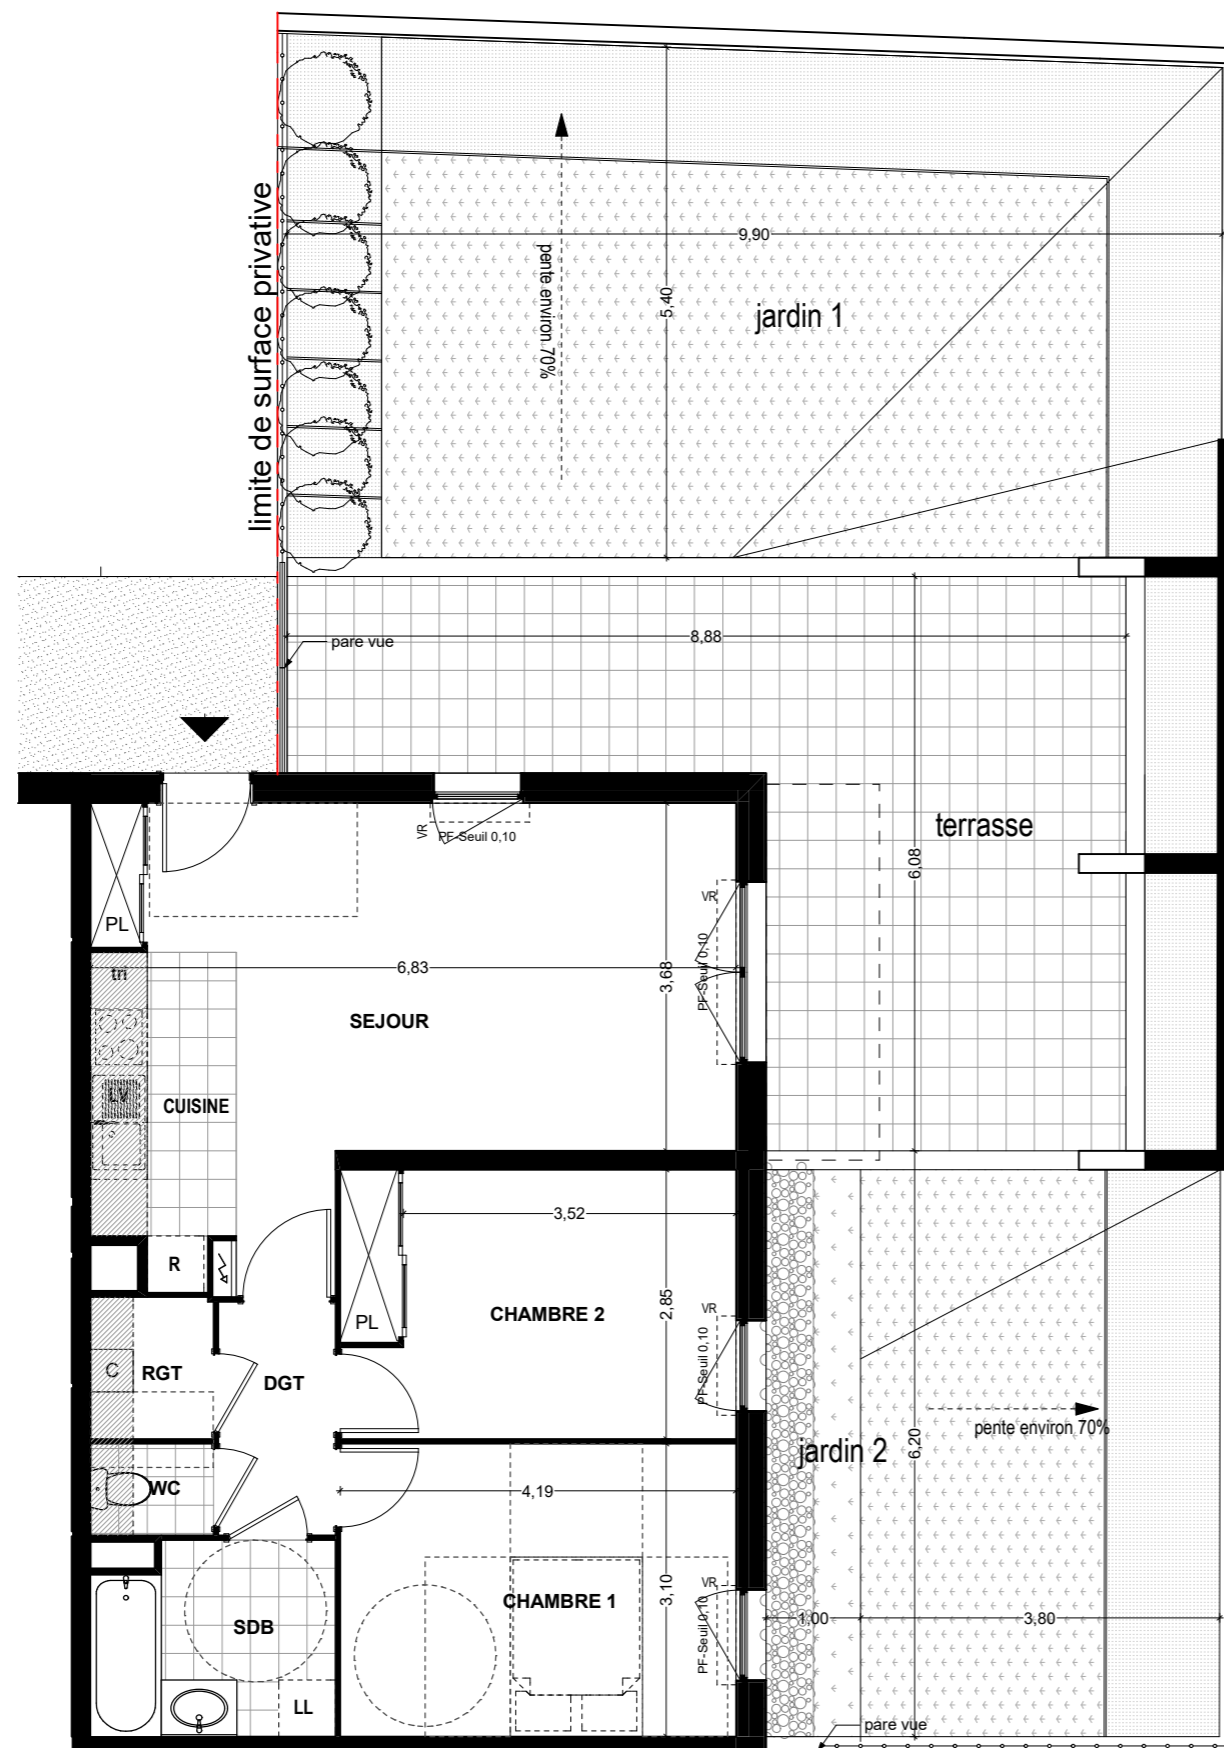 limite de surface privative
9,90
pente environ 70%
5,40
jardin 1
pare vue
8,88
terrasse
6,08
VR
PF-Seuil 0,10
PL
VR
PF-Seuil 0,10
tri
6,83
3,68
SEJOUR
LV
CUISINE
R
3,52
PL
CHAMBRE 2
2,85
VR
PF-Seuil 0,10
C
RGT
DGT
WC
jardin 2
6,20
pente environ 70%
4,19
CHAMBRE 1
3,10
VR
PF-Seuil 0,10
SDB
LL
1,00
3,80
pare vue